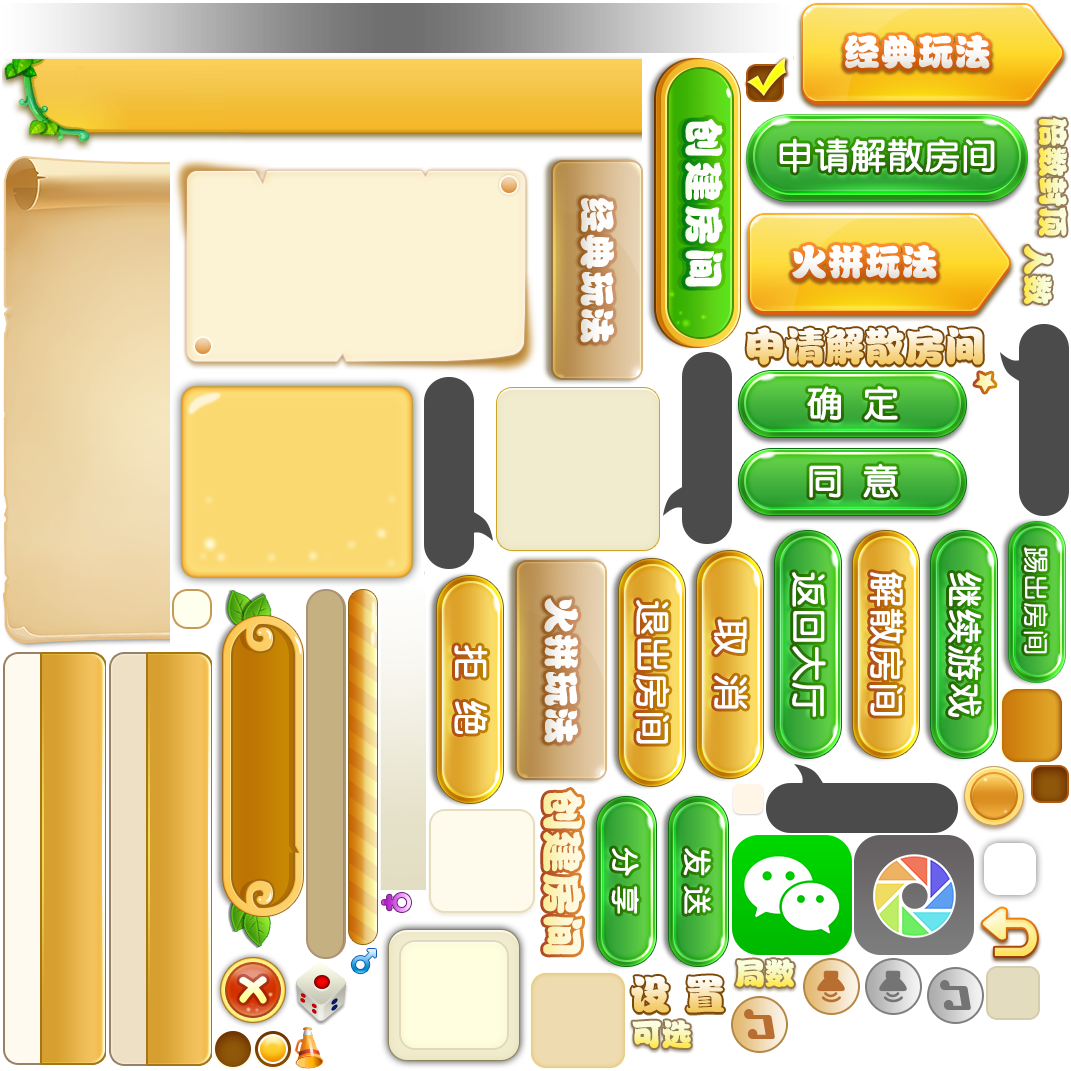 经典玩法
创建房间
申请解散房间
倍数封顶
经典玩法
火拼玩法
人数
申请解散房间
确 定
同 意
踢出房间
返回大厅
解散房间
继续游戏
火拼玩法
退出房间
取 消
拒 绝
创建房间
分享
发送
局数
设 置
可选